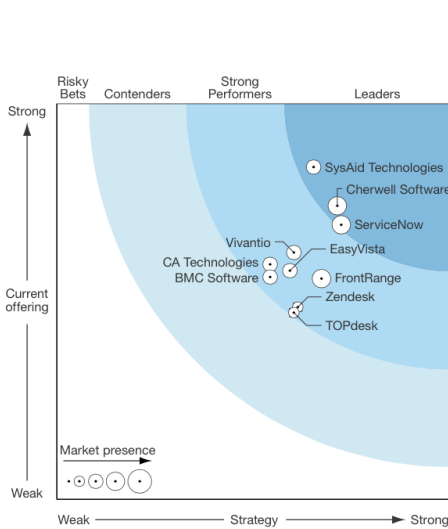 Risky
Bets
Contenders
Strong
Performers
Leaders
Strong
SysAid Technologies
Cherwell Software
ServiceNow
Vivantio
EasyVista
CA Technologies
BMC Software
FrontRange
Current
offering
Zendesk
TOPdesk
Market presence
Weak
Weak
Strategy
Strong